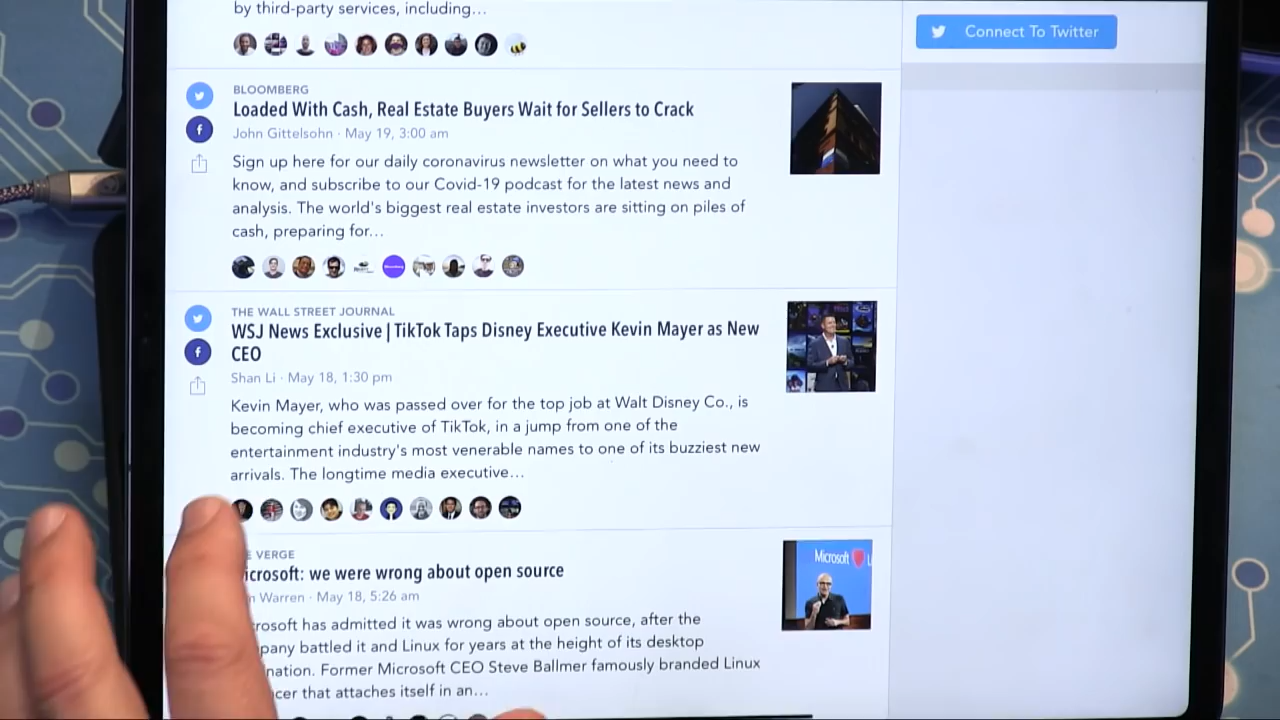 by third-party services, including…
Connect To Twitter
BLOOMBERG
Loaded With Cash, Real Estate Buyers Wait for Sellers to Crack
John Gittelsohn · May 19, 3:00 am
Sign up here for our daily coronavirus newsletter on what you need to
know, and subscribe to our Covid-19 podcast for the latest news and
analysis. The world's biggest real estate investors are sitting on piles of
cash, preparing for…
THE WALL STREET JOURNAL
WSJ News Exclusive | TikTok Taps Disney Executive Kevin Mayer as New
CEO
Shan Li · May 18, 1:30 pm
Kevin Mayer, who was passed over for the top job at Walt Disney Co., is
becoming chief executive of TikTok, in a jump from one of the
entertainment industry's most venerable names to one of its buzziest new
arrivals. The longtime media executive…
VERGE
icrosoft: we were wrong about open source
Warren · May 18, 5:26 am
rosoft has admitted it was wrong about open source, after the
pany battled it and Linux for years at the height of its desktop
nation. Former Microsoft CEO Steve Ballmer famously branded Linux
cer that attaches itself in an…
Microsoft L